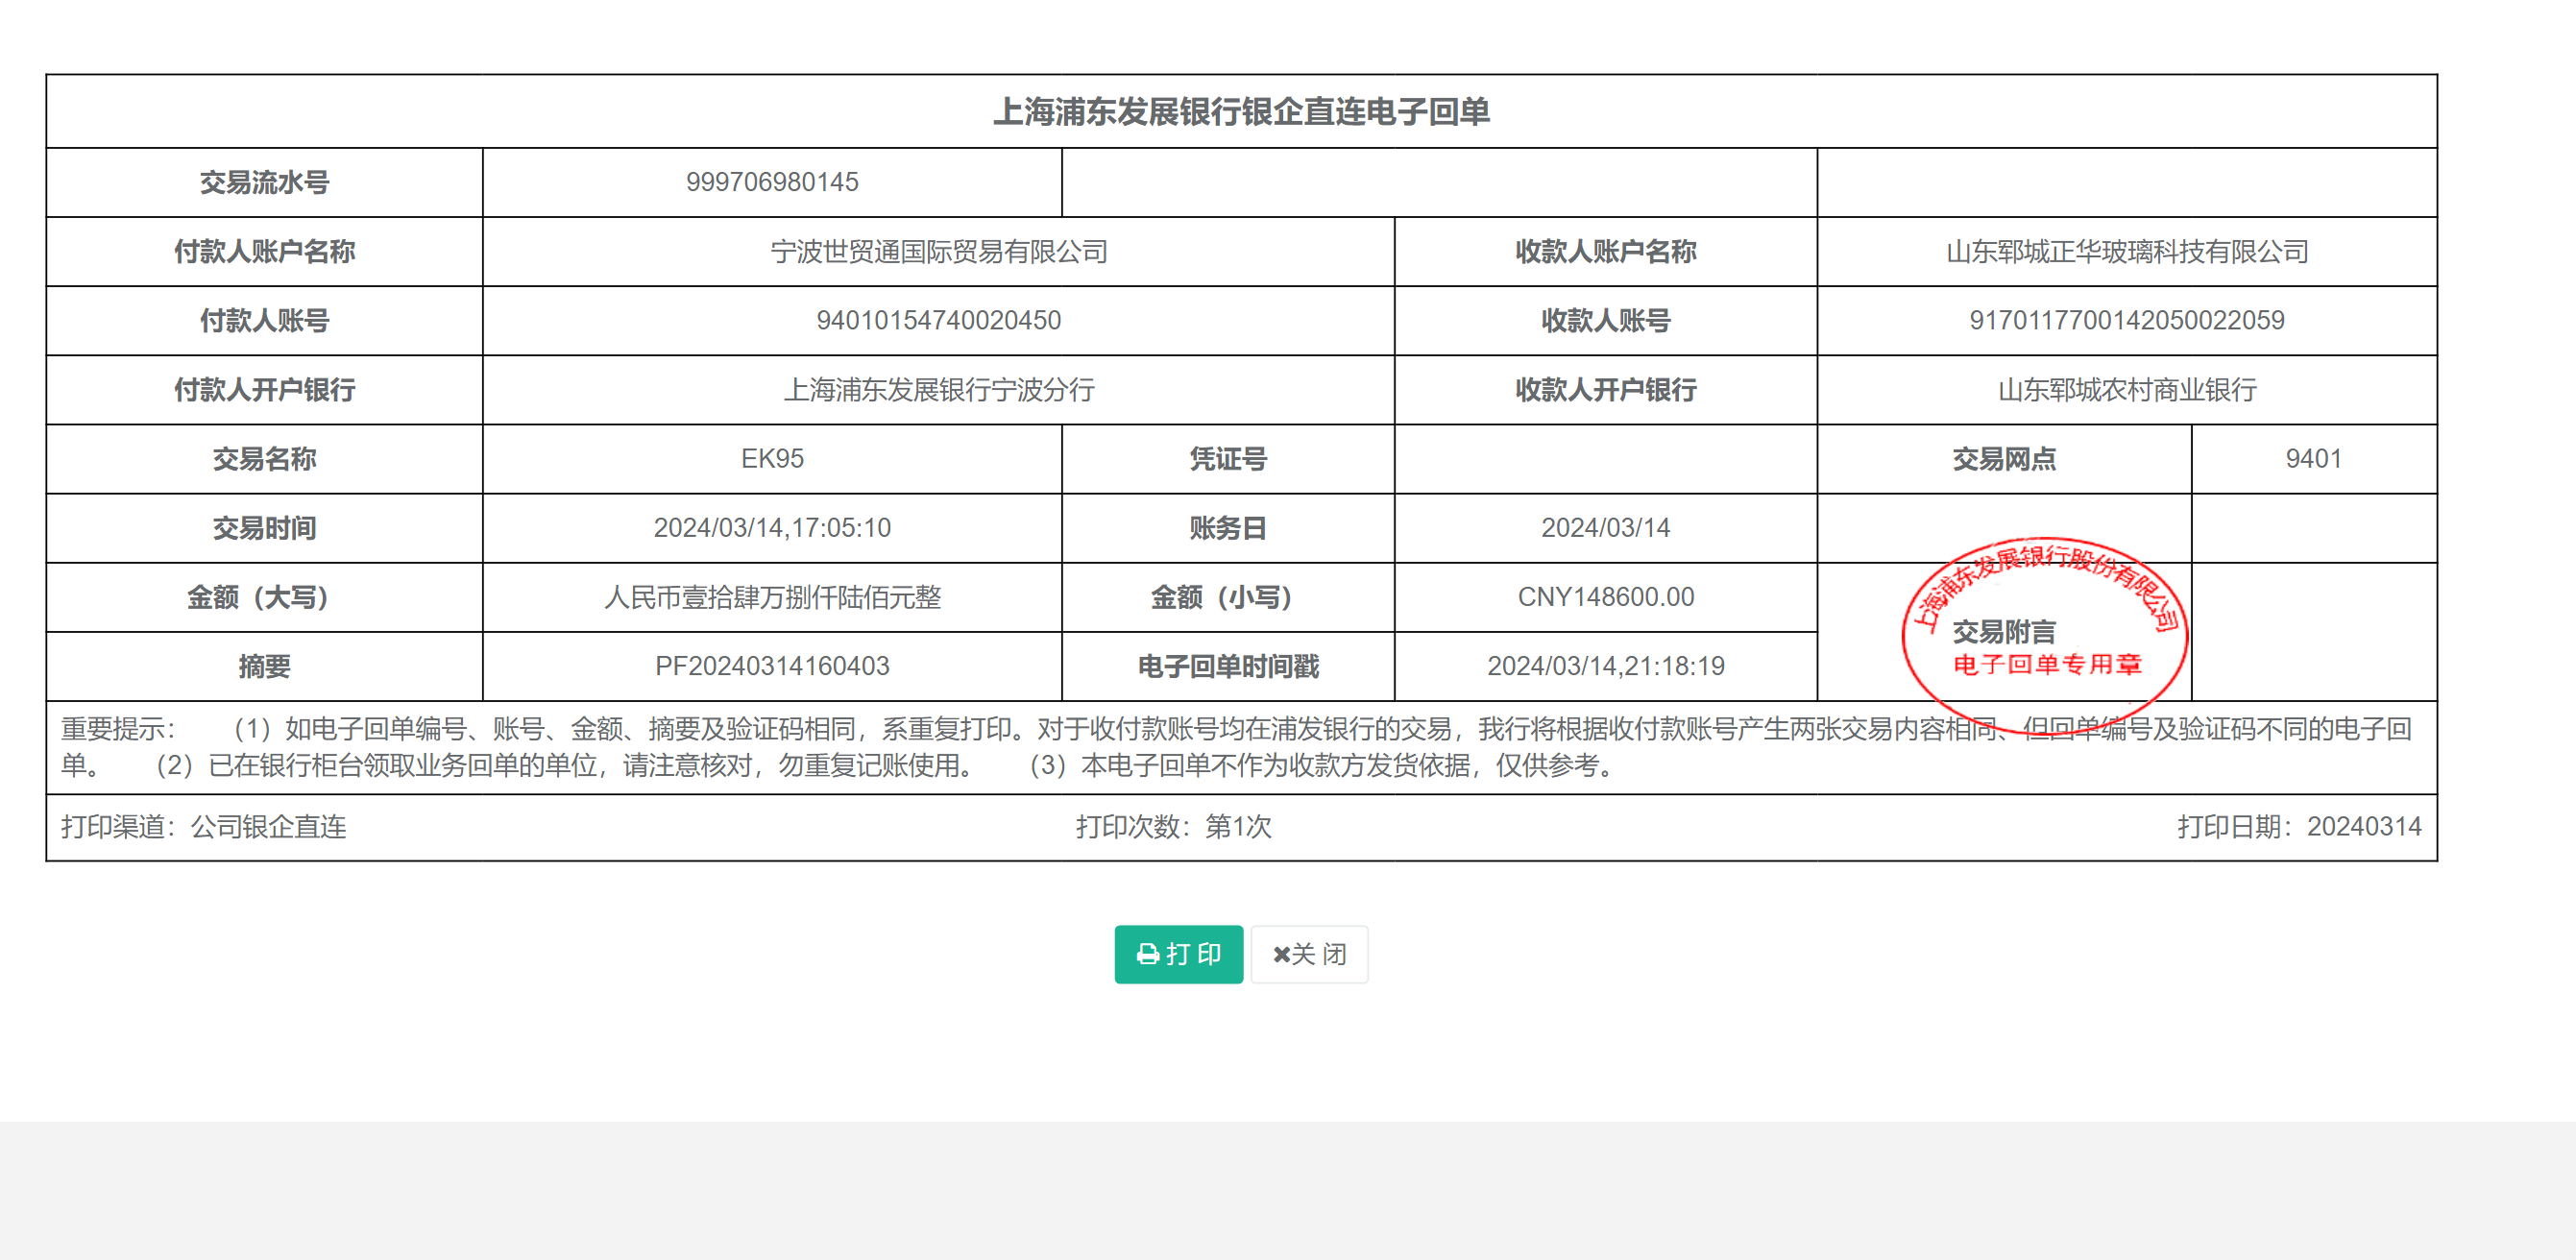 上海浦东发展银行银企直连电子回单
交易流水号 999706980145
付款人账户名称 宁波世贸通国际贸易有限公司 收款人账户名称 山东郓城正华玻璃科技有限公司
付款人账号 94010154740020450 收款人账号 9170117700142050022059
付款人开户银行 上海浦东发展银行宁波分行 收款人开户银行 山东郓城农村商业银行
交易名称 EK95 凭证号 交易网点 9401
交易时间 2024/03/14,17:05:10 账务日 2024/03/14
上海浦东发展银行股份有限公司
金额（大写） 人民币壹拾肆万捌仟陆佰元整 金额（小写） CNY148600.00
交易附言
电子回单专用章
摘要 PF20240314160403 电子回单时间戳 2024/03/14,21:18:19
重要提示： （1）如电子回单编号、账号、金额、摘要及验证码相同，系重复打印。对于收付款账号均在浦发银行的交易，我行将根据收付款账号产生两张交易内容相同、但回单编号及验证码不同的电子回
单。 （2）已在银行柜台领取业务回单的单位，请注意核对，勿重复记账使用。 （3）本电子回单不作为收款方发货依据，仅供参考。
打印渠道：公司银企直连 打印次数：第1次 打印日期：20240314
打 印 关 闭